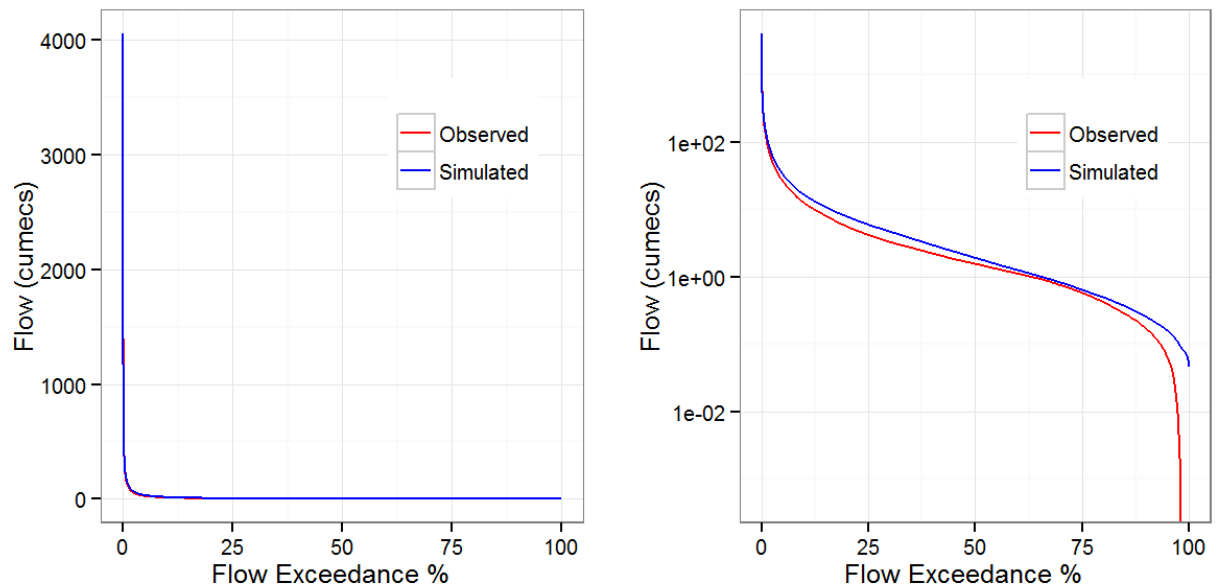 Flow (cumecs)
4000
3000
2000
1000
0
0 25 50 75 100
Flow Exceedance %
Observed
Simulated
Flow (cumecs)
1e+02
1e+00
1e-02
0 25 50 75 100
Flow Exceedance %
Observed
Simulated